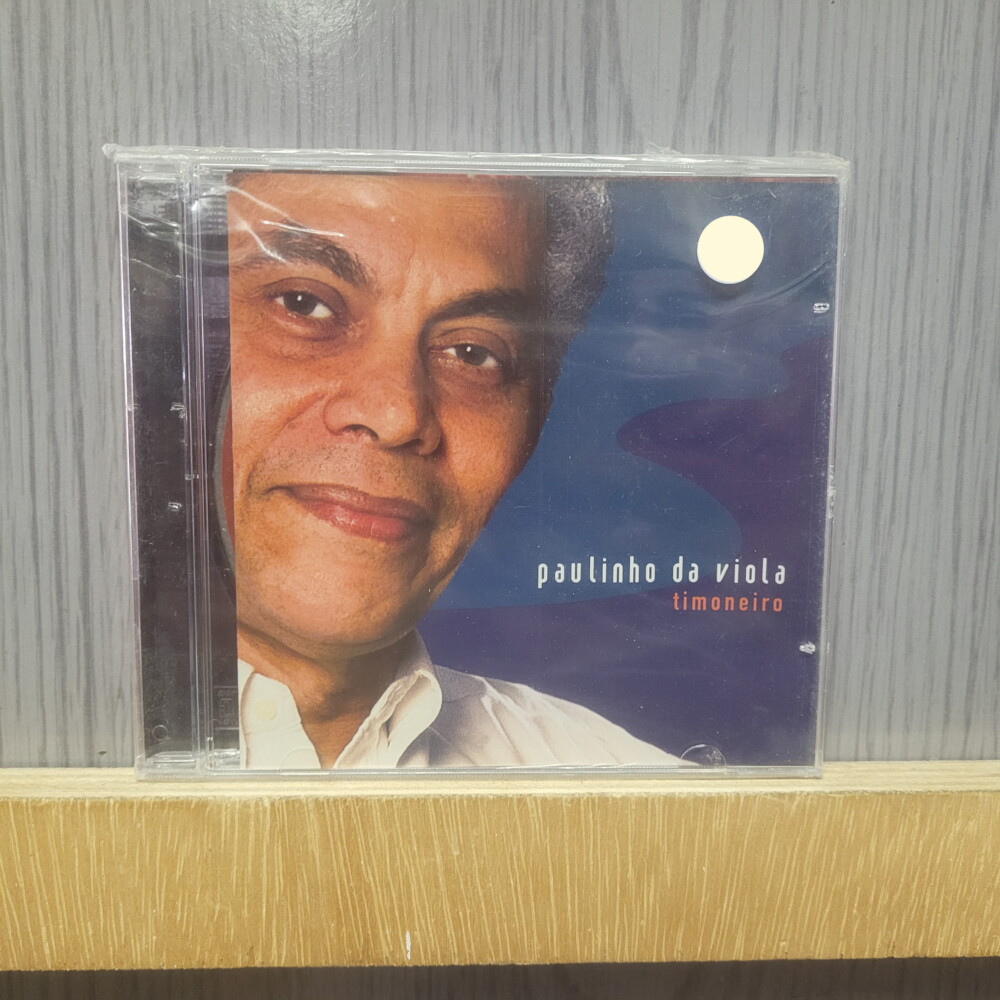 paulinho da viola
timoneiro